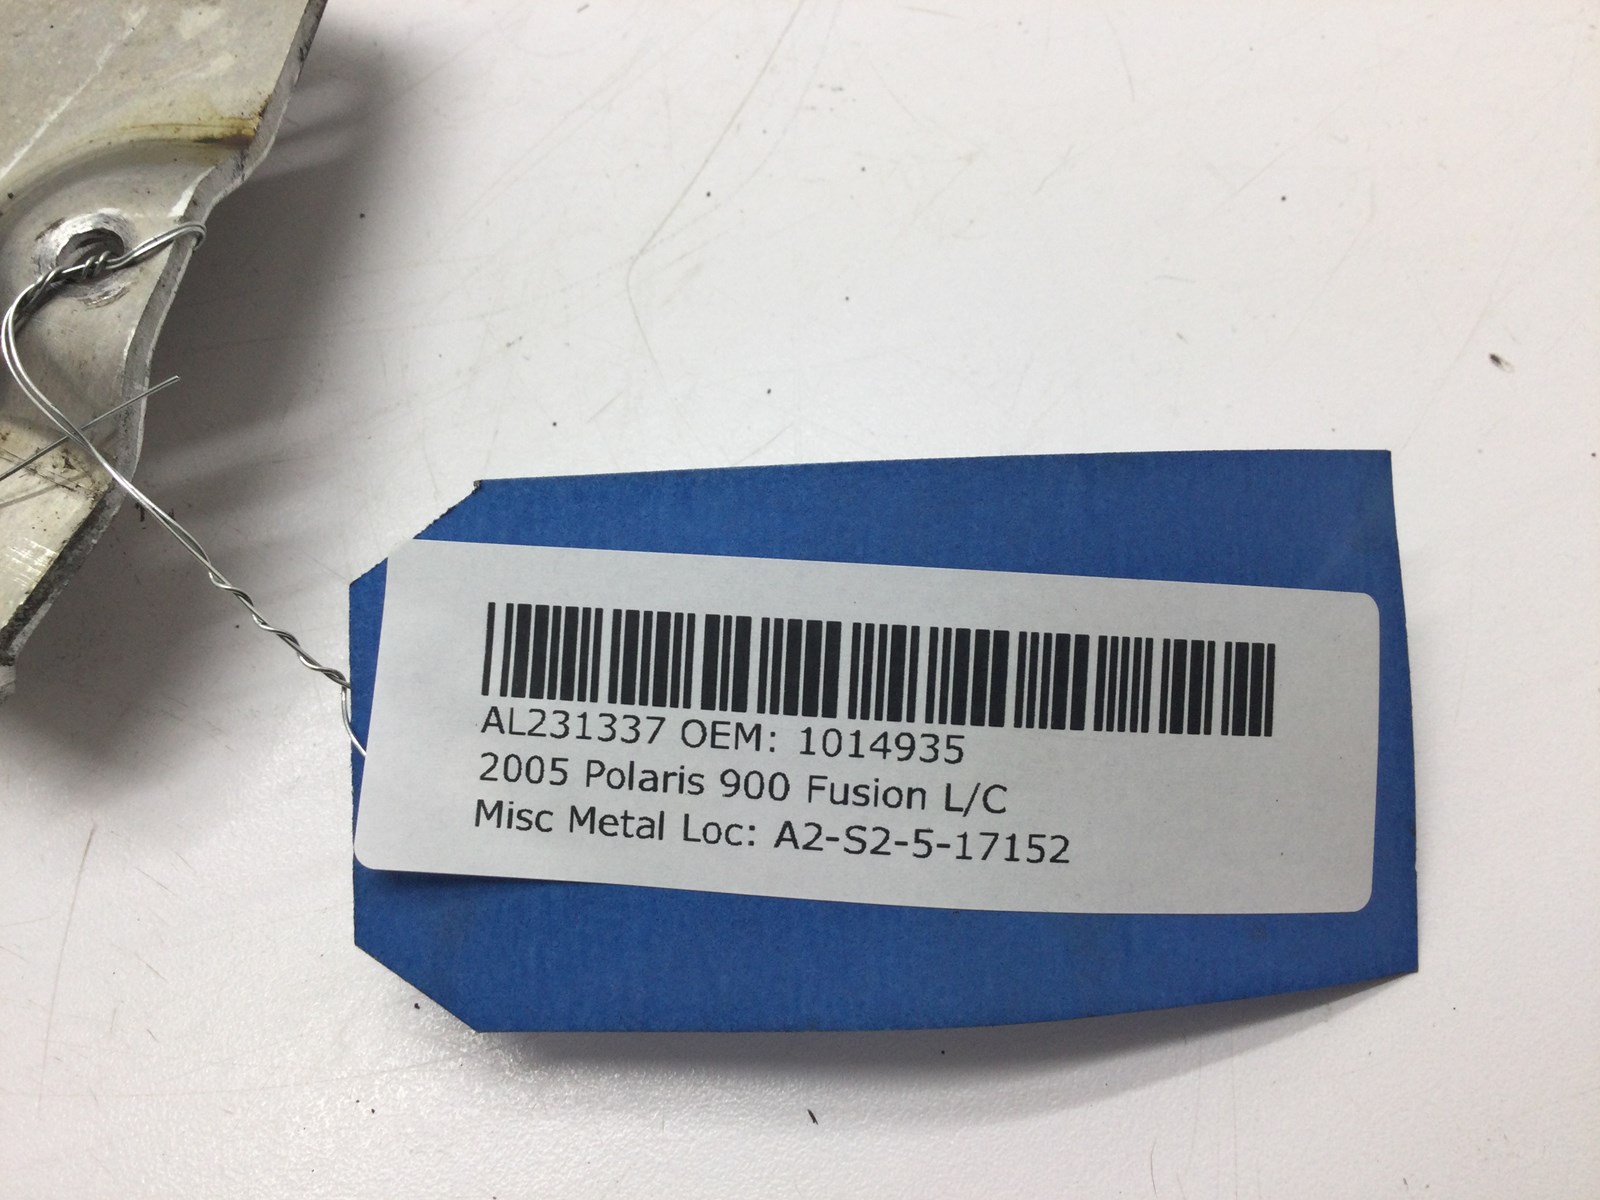 AL231337 OEM: 1014935
2005 Polaris 900 Fusion L/C
Misc Metal Loc: A2-S2-5-17152